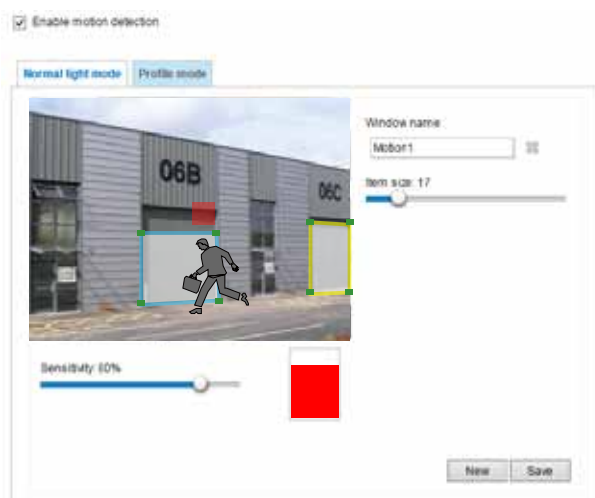 Enable motion detection
Normal light mode
Profile mode
06B
06C
Window name
Motion1
Item size: 17
Sensitivity: 80%
New
Save